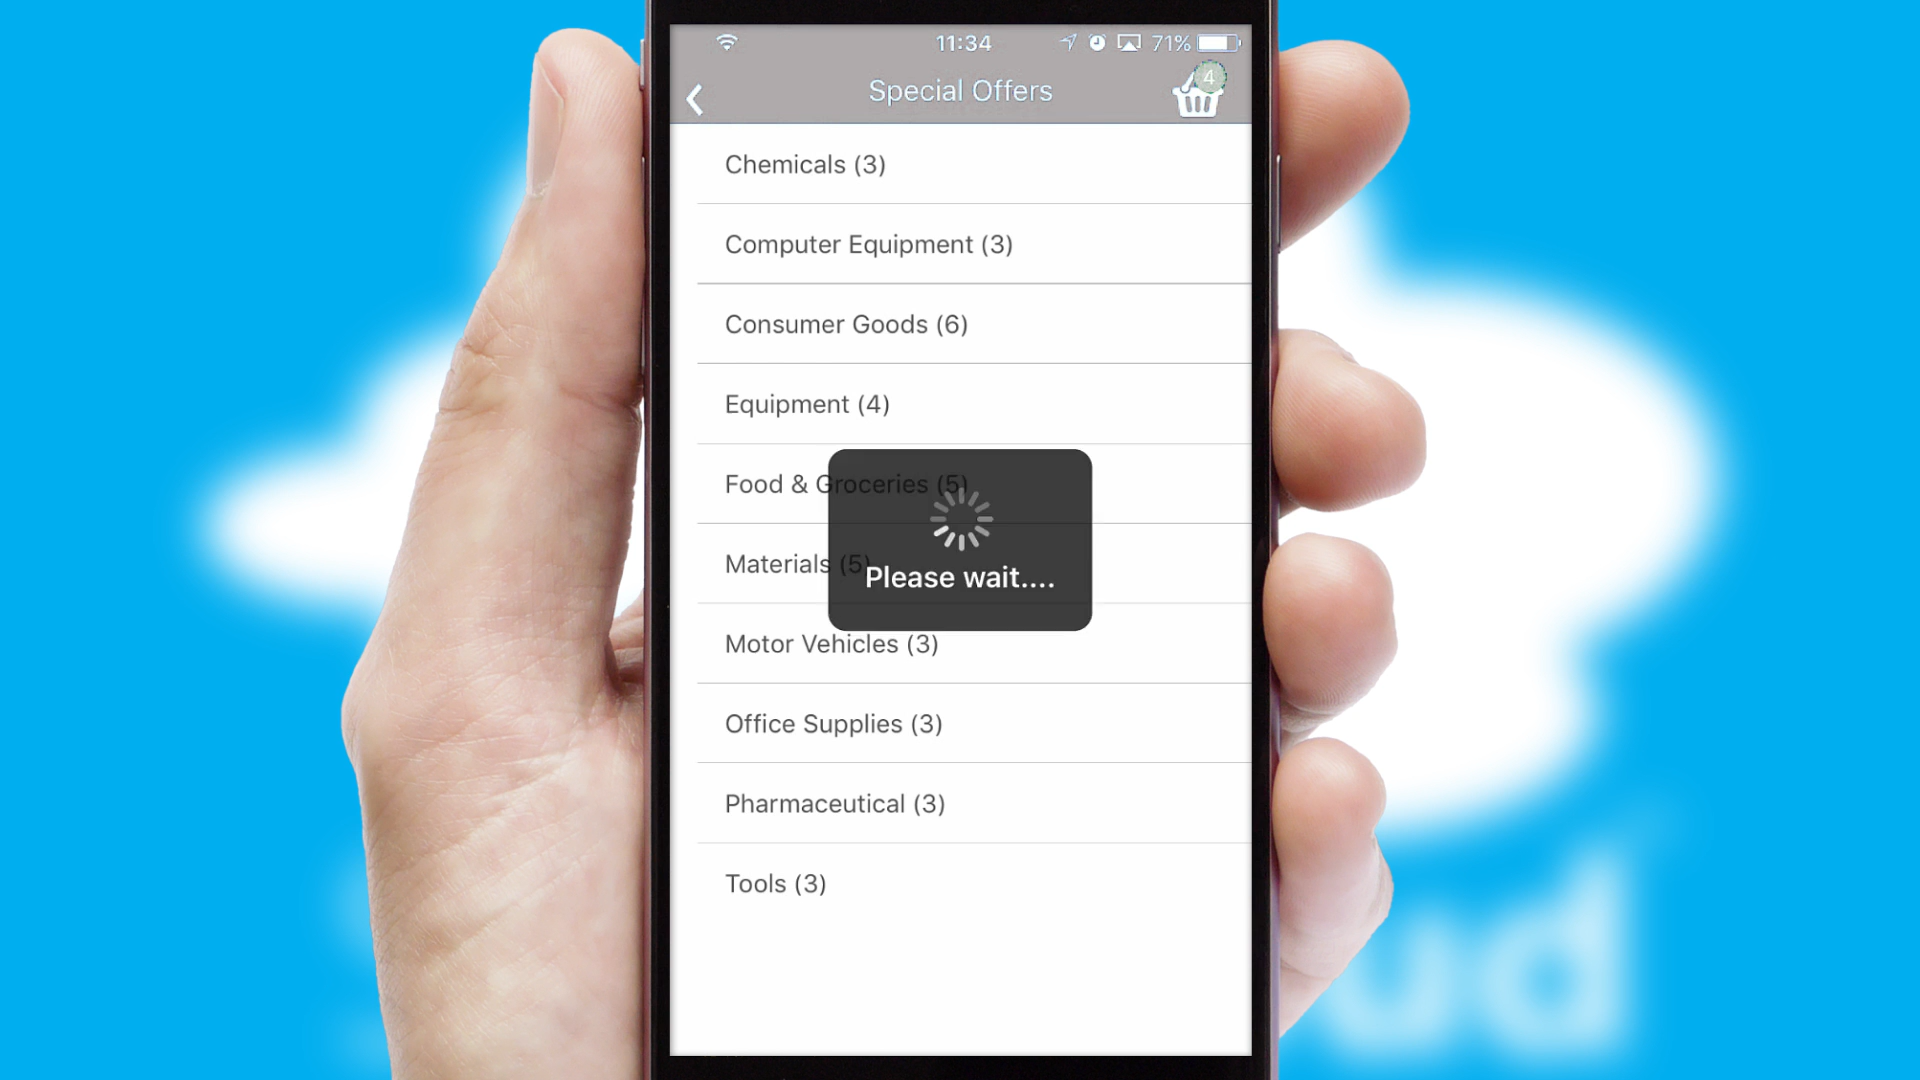 11:34
71%
Special Offers
4
Chemicals (3)
Computer Equipment (3)
Consumer Goods (6)
Equipment (4)
Food & Groceries (5)
Materials (5)
Please wait....
Motor Vehicles (3)
Office Supplies (3)
Pharmaceutical (3)
Tools (3)